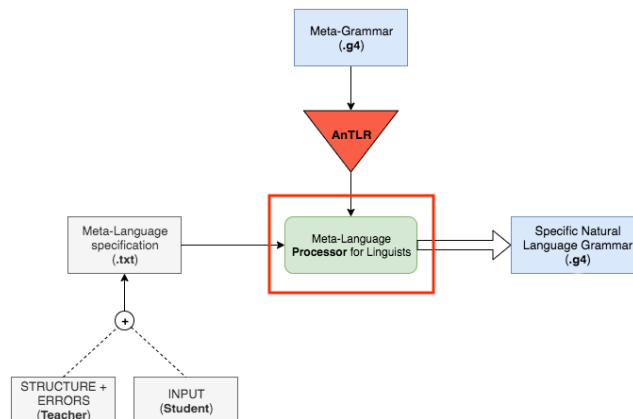 Meta-Grammar
(.g4)
AnTLR
Meta-Language
specification
(.txt)
Meta-Language
Processor for Linguists
Specific Natural
Language Grammar
(.g4)
+
STRUCTURE +
ERRORS
(Teacher)
INPUT
(Student)